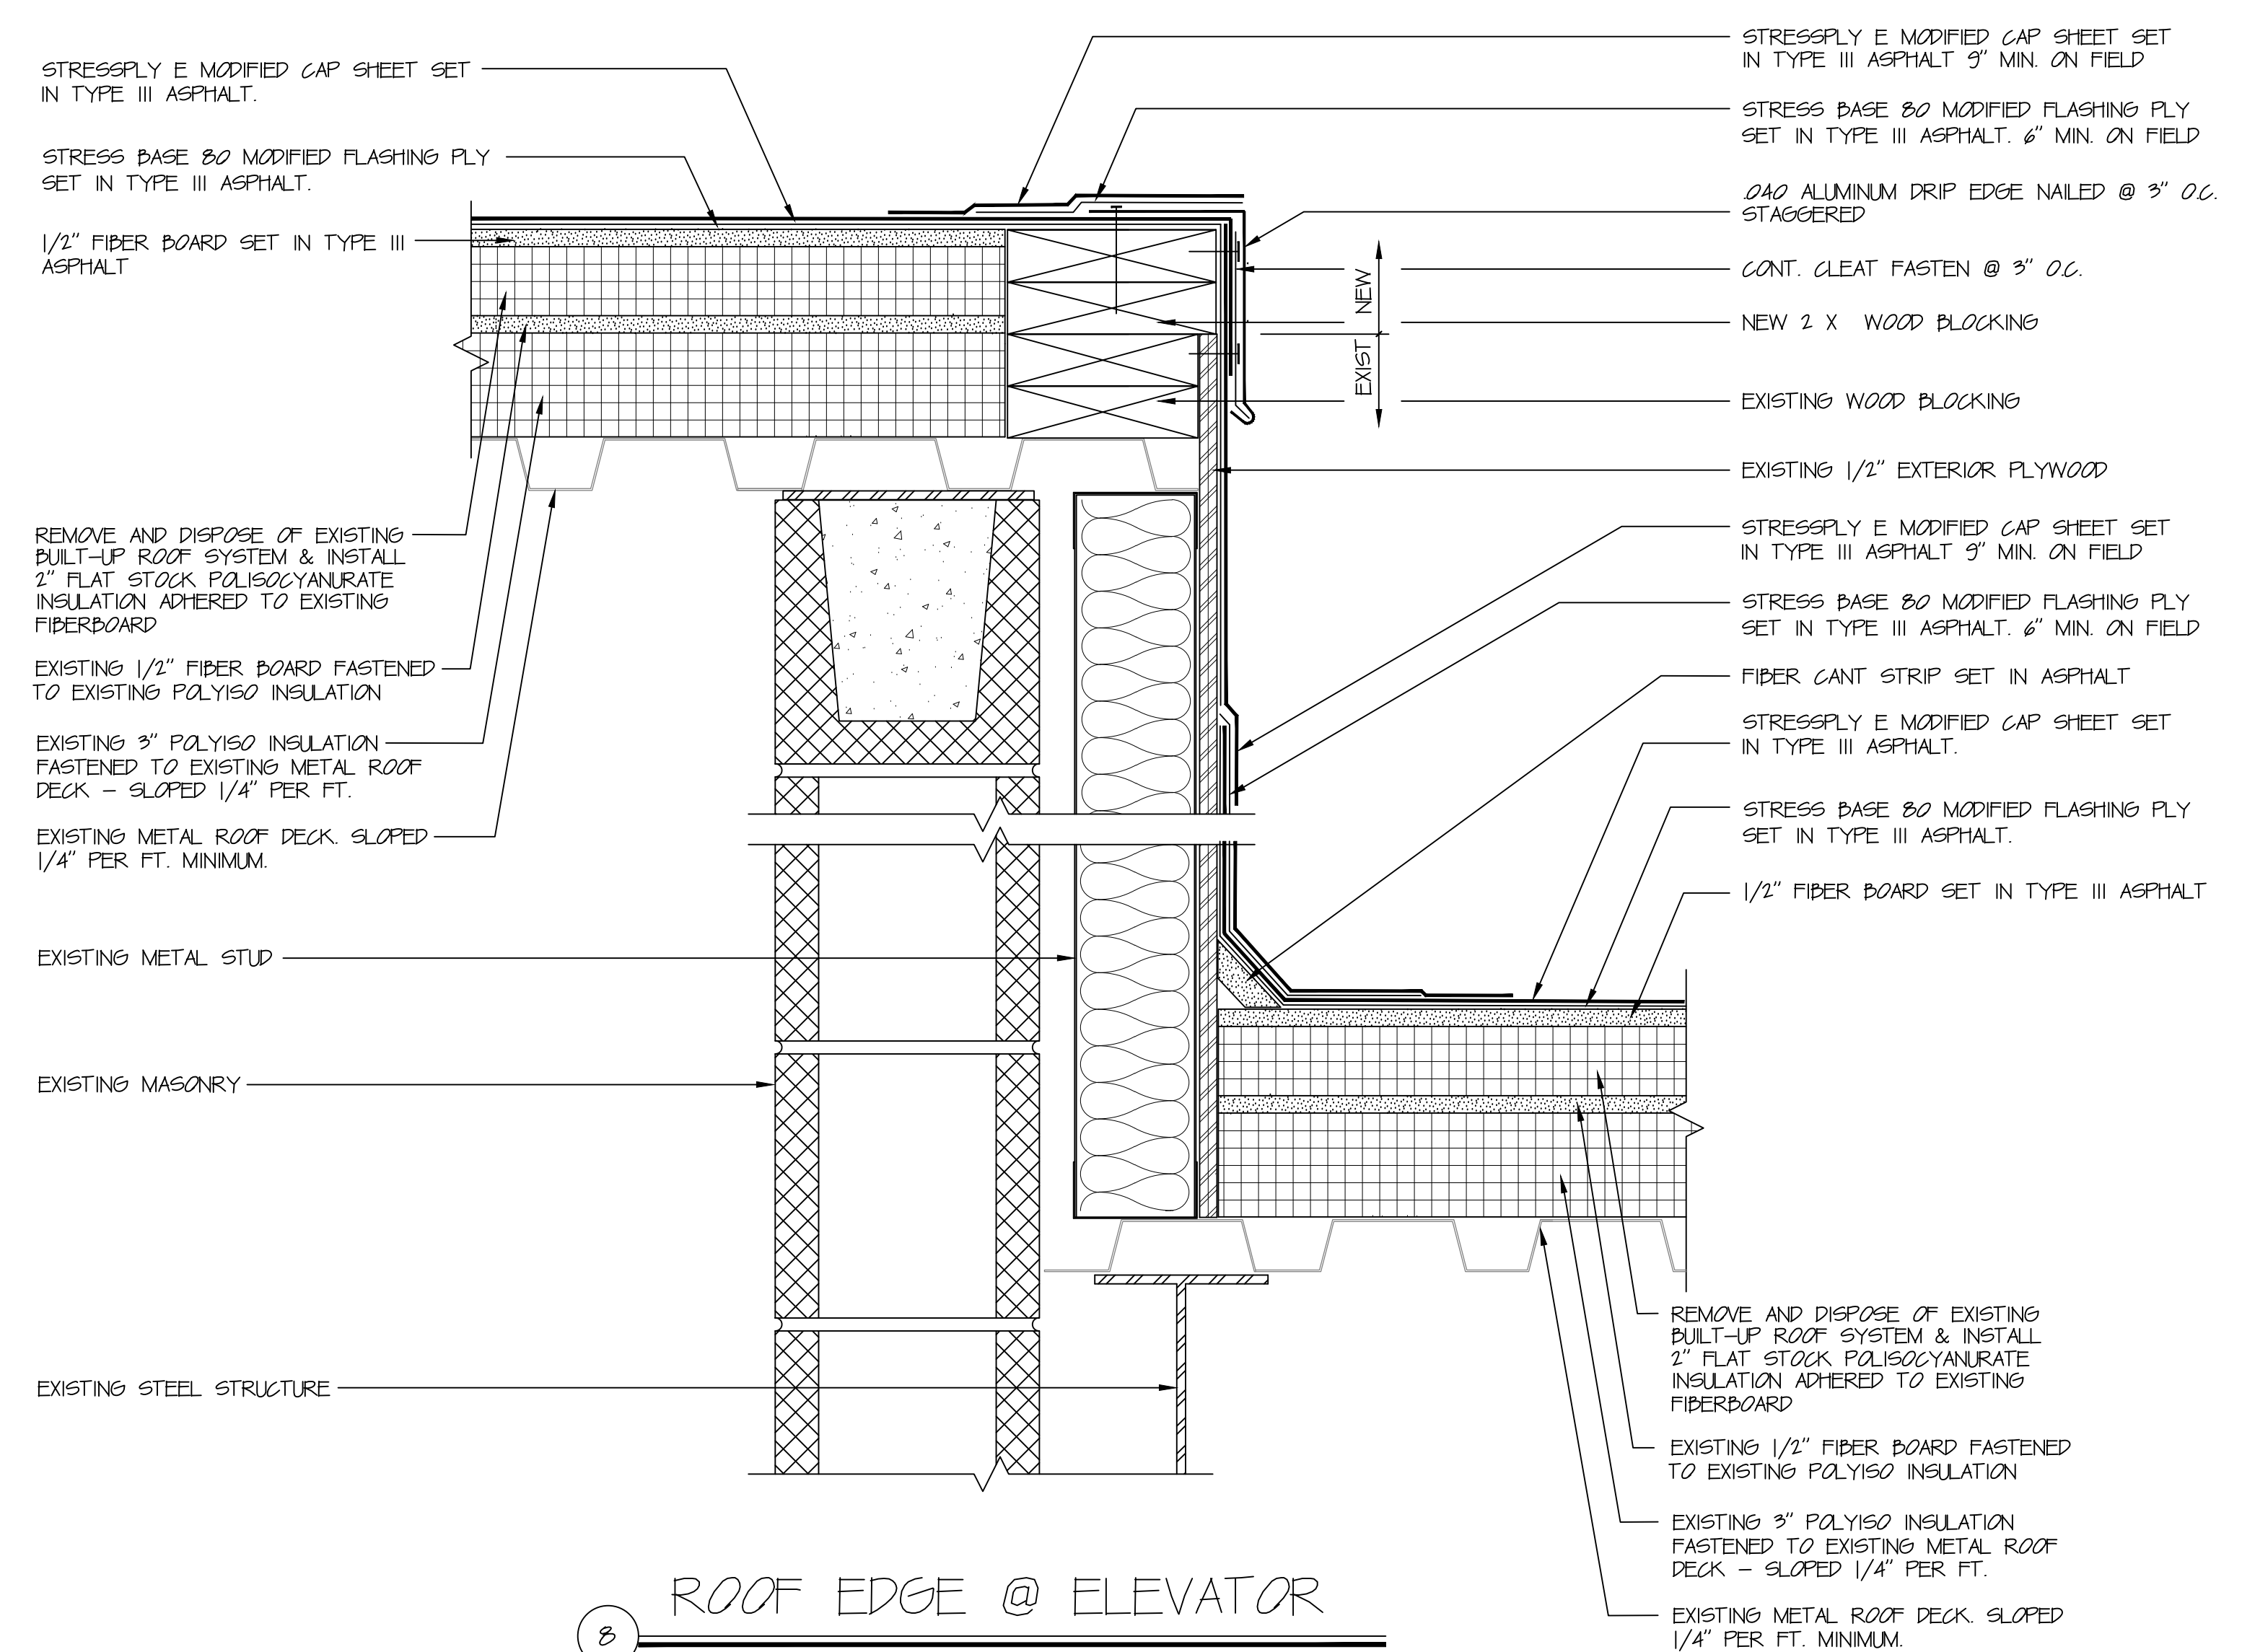 STRESSPLY E MODIFIED CAP SHEET SET
IN TYPE III ASPHALT.
STRESS BASE 80 MODIFIED FLASHING PLY
SET IN TYPE III ASPHALT.
1/2" FIBER BOARD SET IN TYPE III
ASPHALT
REMOVE AND DISPOSE OF EXISTING
BUILT-UP ROOF SYSTEM & INSTALL
2" FLAT STOCK POLISOCYANURATE
INSULATION ADHERED TO EXISTING
FIBERBOARD
EXISTING 1/2" FIBER BOARD FASTENED
TO EXISTING POLYISO INSULATION
EXISTING 3" POLYISO INSULATION
FASTENED TO EXISTING METAL ROOF
DECK - SLOPED 1/4" PER FT.
EXISTING METAL ROOF DECK. SLOPED
1/4" PER FT. MINIMUM.
EXISTING METAL STUD
EXISTING MASONRY
EXISTING STEEL STRUCTURE
NEW
EXIST
STRESSPLY E MODIFIED CAP SHEET SET
IN TYPE III ASPHALT 9" MIN. ON FIELD
STRESS BASE 80 MODIFIED FLASHING PLY
SET IN TYPE III ASPHALT. 6" MIN. ON FIELD
.040 ALUMINUM DRIP EDGE NAILED @ 3" O.C.
STAGGERED
CONT. CLEAT FASTEN @ 3" O.C.
NEW 2 X WOOD BLOCKING
EXISTING WOOD BLOCKING
EXISTING 1/2" EXTERIOR PLYWOOD
STRESSPLY E MODIFIED CAP SHEET SET
IN TYPE III ASPHALT 9" MIN. ON FIELD
STRESS BASE 80 MODIFIED FLASHING PLY
SET IN TYPE III ASPHALT. 6" MIN. ON FIELD
FIBER CANT STRIP SET IN ASPHALT
STRESSPLY E MODIFIED CAP SHEET SET
IN TYPE III ASPHALT.
STRESS BASE 80 MODIFIED FLASHING PLY
SET IN TYPE III ASPHALT.
1/2" FIBER BOARD SET IN TYPE III ASPHALT
REMOVE AND DISPOSE OF EXISTING
BUILT-UP ROOF SYSTEM & INSTALL
2" FLAT STOCK POLISOCYANURATE
INSULATION ADHERED TO EXISTING
FIBERBOARD
EXISTING 1/2" FIBER BOARD FASTENED
TO EXISTING POLYISO INSULATION
EXISTING 3" POLYISO INSULATION
FASTENED TO EXISTING METAL ROOF
DECK - SLOPED 1/4" PER FT.
EXISTING METAL ROOF DECK. SLOPED
1/4" PER FT. MINIMUM.
ROOF EDGE @ ELEVATOR
8